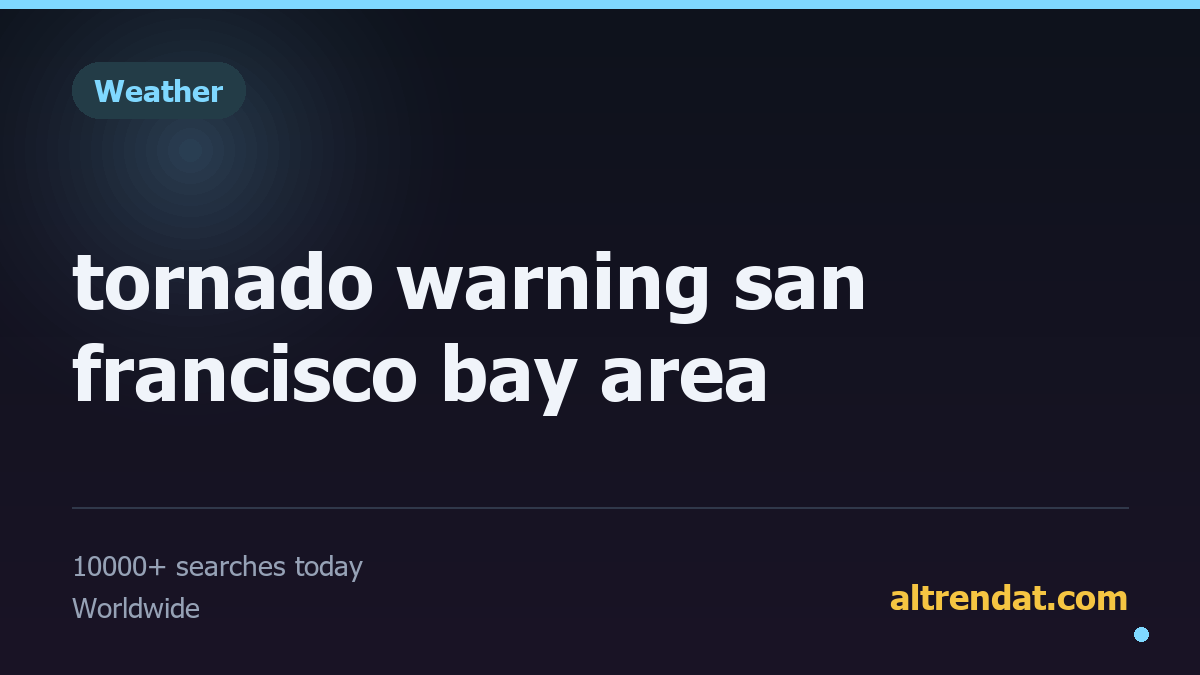 Weather
tornado warning san
francisco bay area
10000+ searches today
Worldwide
altrendat.com